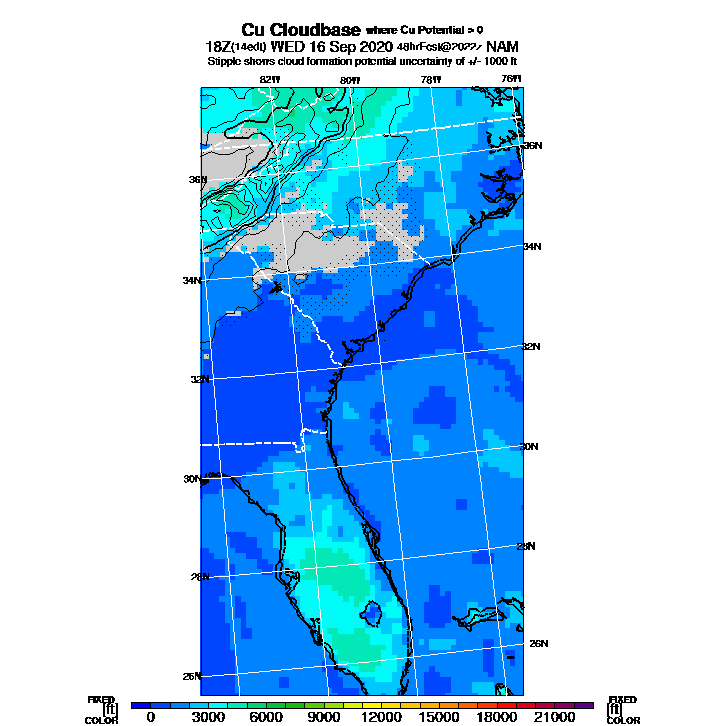 Cu Cloudbase where Cu Potential > 0
18Z(14edt) WED 16 Sep 2020 48hrFcst@2022z NAM
Stipple shows cloud formation potential uncertainty of +/- 1000 ft
82W 80W 78W 76W
36N
36N
34N
34N
32N
32N
30N
30N
28N
28N
26N
26N
FIXED FIXED
[ft] [ft]
COLOR COLOR
0 3000 6000 9000 12000 15000 18000 21000